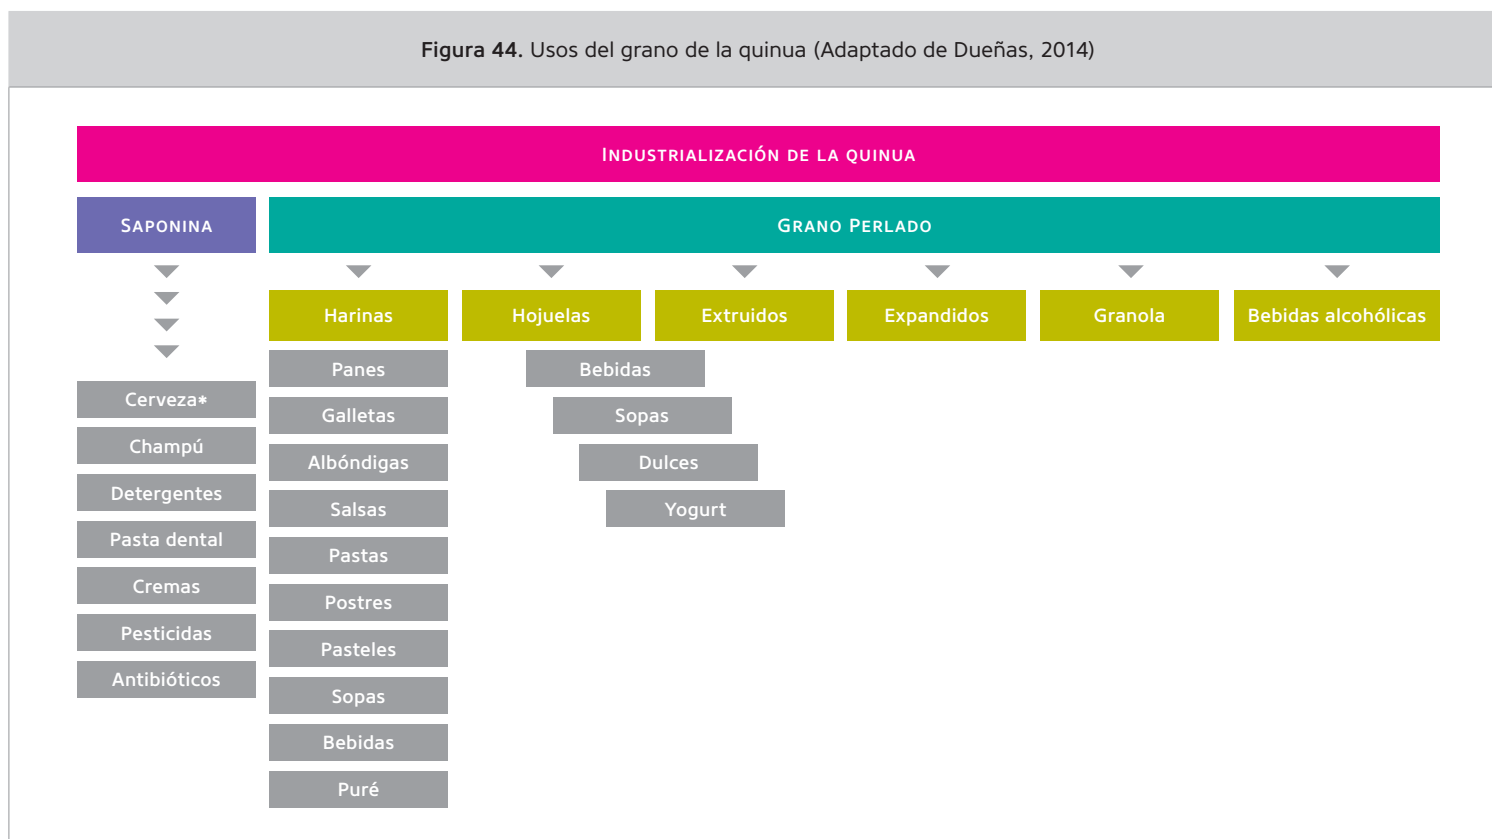 Figura 44. Usos del grano de la quinua (Adaptado de Dueñas, 2014)
INDUSTRIALIZACIÓN DE LA QUINUA
SAPONINA
GRANO PERLADO
Harinas
Hojuelas
Extruidos
Expandidos
Granola
Bebidas alcohólicas
Cerveza*
Champú
Detergentes
Pasta dental
Cremas
Pesticidas
Antibióticos
Panes
Galletas
Albóndigas
Salsas
Pastas
Postres
Pasteles
Sopas
Bebidas
Puré
Bebidas
Sopas
Dulces
Yogurt